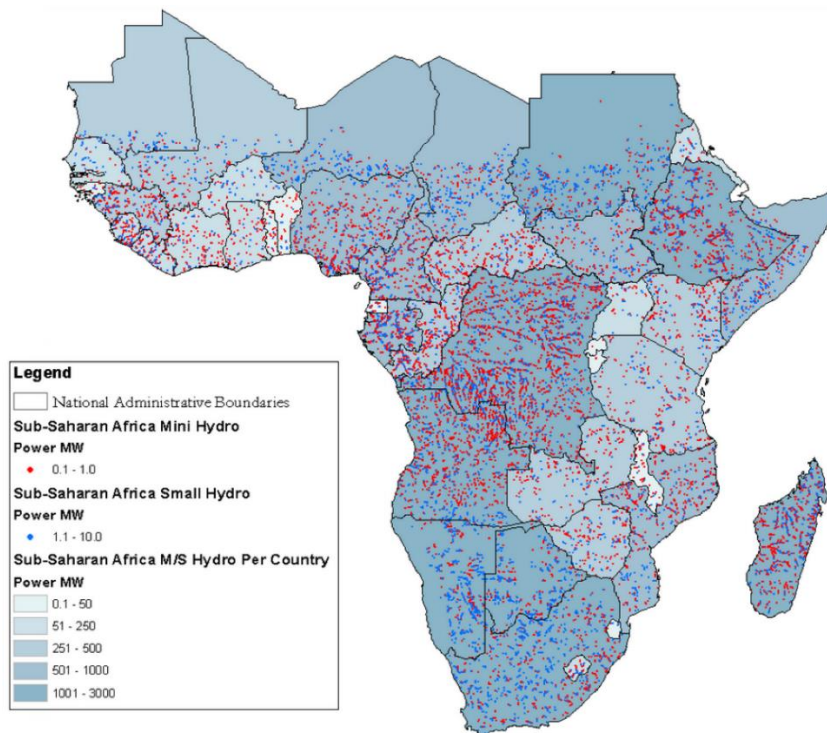 Legend
National Administrative Boundaries
Sub-Saharan Africa Mini Hydro
Power MW
0.1 - 1.0
Sub-Saharan Africa Small Hydro
Power MW
1.1 - 10.0
Sub-Saharan Africa M/S Hydro Per Country
Power MW
0.1 - 50
51 - 250
251 - 500
501 - 1000
1001 - 3000